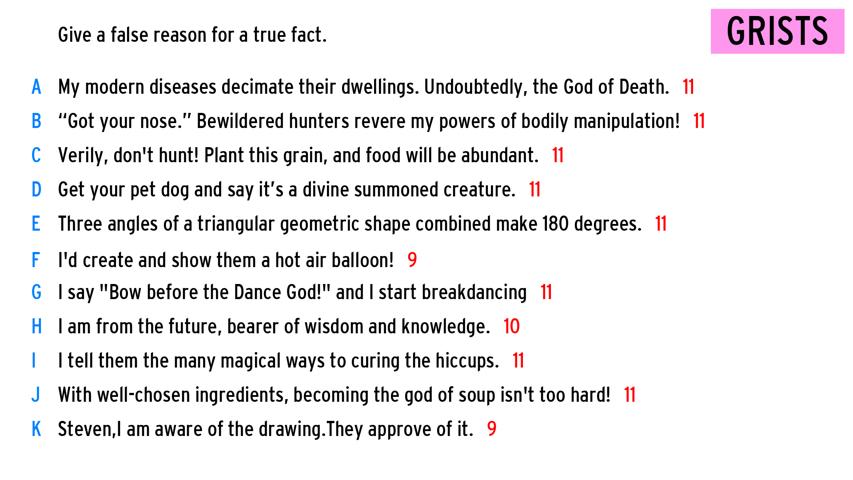 Give a false reason for a true fact.
GRISTS
A My modern diseases decimate their dwellings. Undoubtedly, the God of Death. 11
B “Got your nose.” Bewildered hunters revere my powers of bodily manipulation! 11
C Verily, don't hunt! Plant this grain, and food will be abundant. 11
D Get your pet dog and say it’s a divine summoned creature. 11
E Three angles of a triangular geometric shape combined make 180 degrees. 11
F I'd create and show them a hot air balloon! 9
G I say "Bow before the Dance God!" and I start breakdancing 11
H I am from the future, bearer of wisdom and knowledge. 10
I I tell them the many magical ways to curing the hiccups. 11
J With well-chosen ingredients, becoming the god of soup isn't too hard! 11
K Steven,I am aware of the drawing.They approve of it. 9